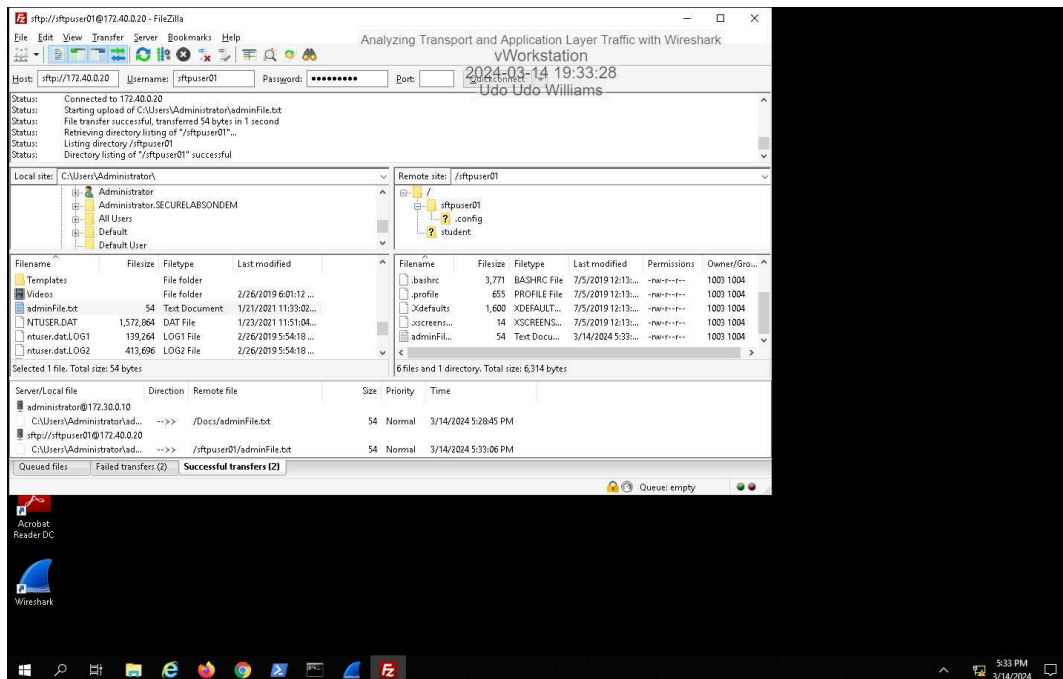 sftp://sftpuser01@172.40.0.20 - FileZilla
File Edit View Transfer Server Bookmarks Help
Analyzing Transport and Application Layer Traffic with Wireshark
vWorkstation
2024-03-14 19:33:28
Udo Udo Williams
Host: sftp://172.40.0.20 Username: sftpuser01 Password: ●●●●●●●●● Port: Quickconnect
Status: Connected to 172.40.0.20
Status: Starting upload of C:\Users\Administrator\adminFile.txt
Status: File transfer successful, transferred 54 bytes in 1 second
Status: Retrieving directory listing of "/sftpuser01"...
Status: Listing directory /sftpuser01
Status: Directory listing of "/sftpuser01" successful
Local site: C:\Users\Administrator\
Administrator
Administrator.SECURELABSONDEM
All Users
Default
Default User
Remote site: /sftpuser01
/
sftpuser01
.config
student
Filename Filesize Filetype Last modified
Templates File folder
Videos File folder 2/26/2019 6:01:12 ...
adminFile.txt 54 Text Document 1/21/2021 11:33:02...
NTUSER.DAT 1,572,864 DAT File 1/23/2021 11:51:04...
ntuser.dat.LOG1 139,264 LOG1 File 2/26/2019 5:54:18 ...
ntuser.dat.LOG2 413,696 LOG2 File 2/26/2019 5:54:18 ...
Selected 1 file. Total size: 54 bytes
Filename Filesize Filetype Last modified Permissions Owner/Gro...
.bashrc 3,771 BASHRC File 7/5/2019 12:13:... -rw-r--r-- 1003 1004
.profile 655 PROFILE File 7/5/2019 12:13:... -rw-r--r-- 1003 1004
.Xdefaults 1,600 XDEFAULT... 7/5/2019 12:13:... -rw-r--r-- 1003 1004
.xscreens... 14 XSCREENS... 7/5/2019 12:13:... -rw-r--r-- 1003 1004
adminFil... 54 Text Docu... 3/14/2024 5:33:... -rw-r--r-- 1003 1004
6 files and 1 directory. Total size: 6,314 bytes
Server/Local file Direction Remote file Size Priority Time
administrator@172.30.0.10
C:\Users\Administrator\ad... -->> /Docs/adminFile.txt 54 Normal 3/14/2024 5:28:45 PM
sftp://sftpuser01@172.40.0.20
C:\Users\Administrator\ad... -->> /sftpuser01/adminFile.txt 54 Normal 3/14/2024 5:33:06 PM
Queued files Failed transfers (2) Successful transfers (2)
Queue: empty
Acrobat
Reader DC
Wireshark
5:33 PM
3/14/2024